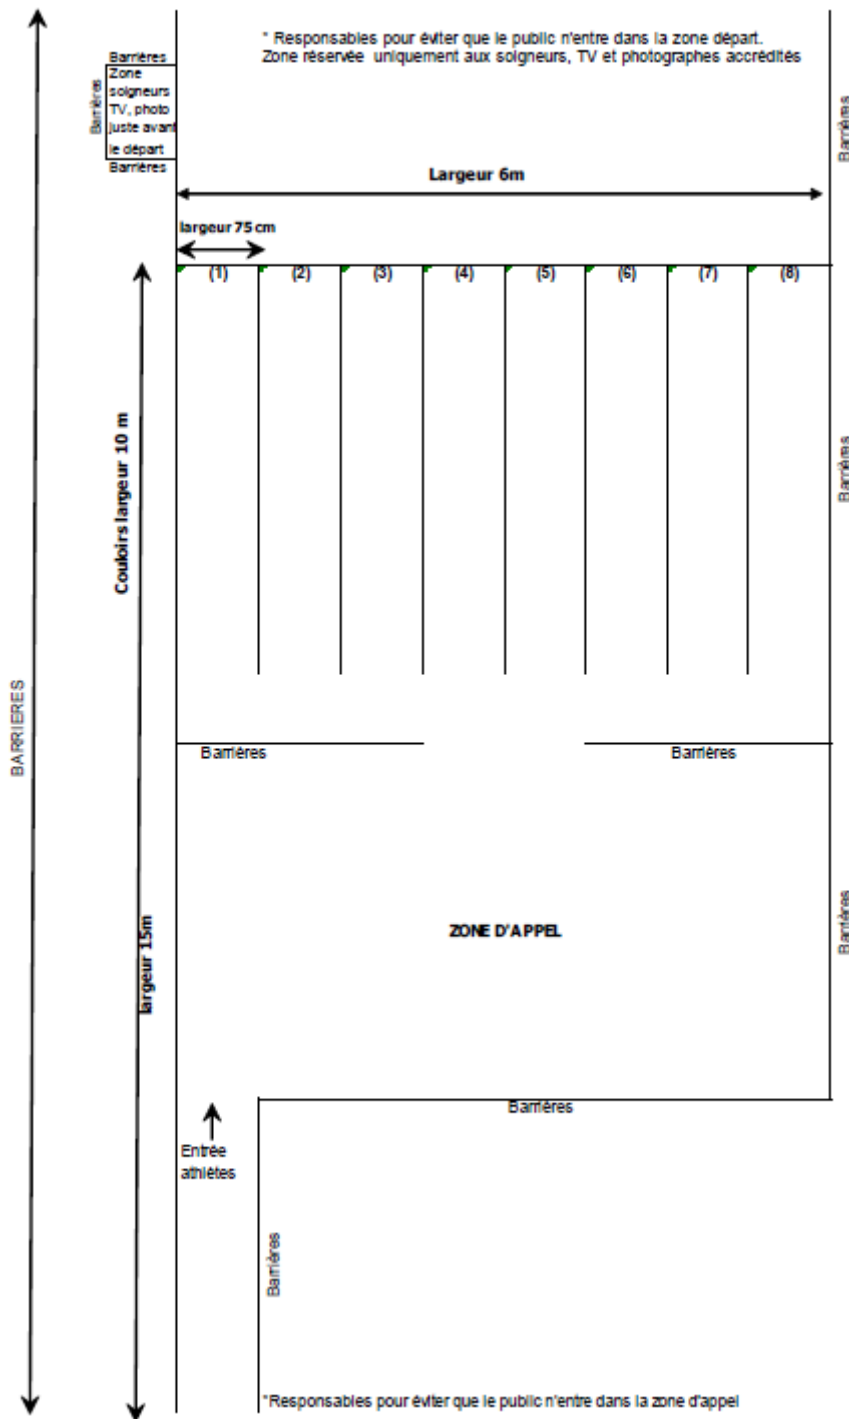 * Responsables pour éviter que le public n'entre dans la zone départ.
Zone réservée uniquement aux soigneurs, TV et photographes accrédités
Barrières
Zone
soigneurs
TV, photo
juste avant
le départ
Barrières
Barrières
Barrières
Largeur 6m
largeur 75 cm
(1) (2) (3) (4) (5) (6) (7) (8)
Couloirs largeur 10 m
Barrières
BARRIERES
Barrières
Barrières
largeur 15m
ZONE D'APPEL
Barrières
Barrières
Entrée
athlètes
Barrières
*Responsables pour éviter que le public n'entre dans la zone d'appel